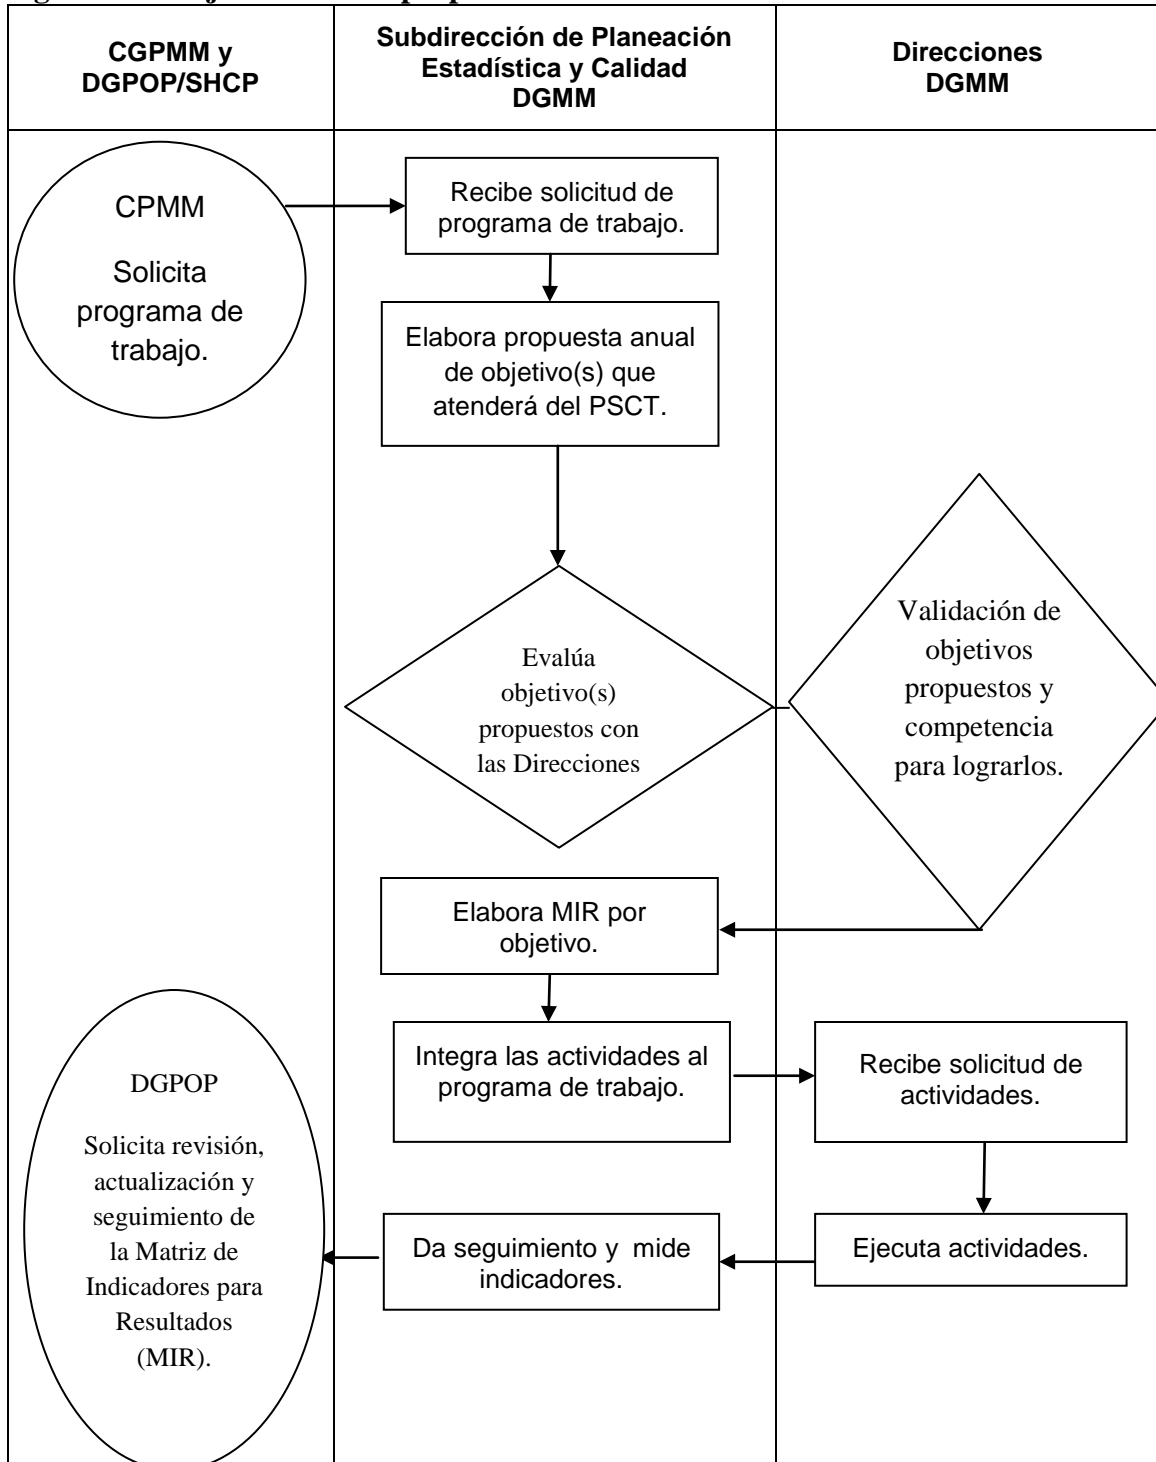 CGPMM y
DGPOP/SHCP
Subdirección de Planeación
Estadística y Calidad
DGMM
Direcciones
DGMM
CPMM
Solicita
programa de
trabajo.
Recibe solicitud de
programa de trabajo.
Elabora propuesta anual
de objetivo(s) que
atenderá del PSCT.
Evalúa
objetivo(s)
propuestos con
las Direcciones
Validación de
objetivos
propuestos y
competencia
para lograrlos.
Elabora MIR por
objetivo.
Integra las actividades al
programa de trabajo.
Recibe solicitud de
actividades.
Ejecuta actividades.
Da seguimiento y  mide
indicadores.
DGPOP
Solicita revisión,
actualización y
seguimiento de
la Matriz de
Indicadores para
Resultados
(MIR).